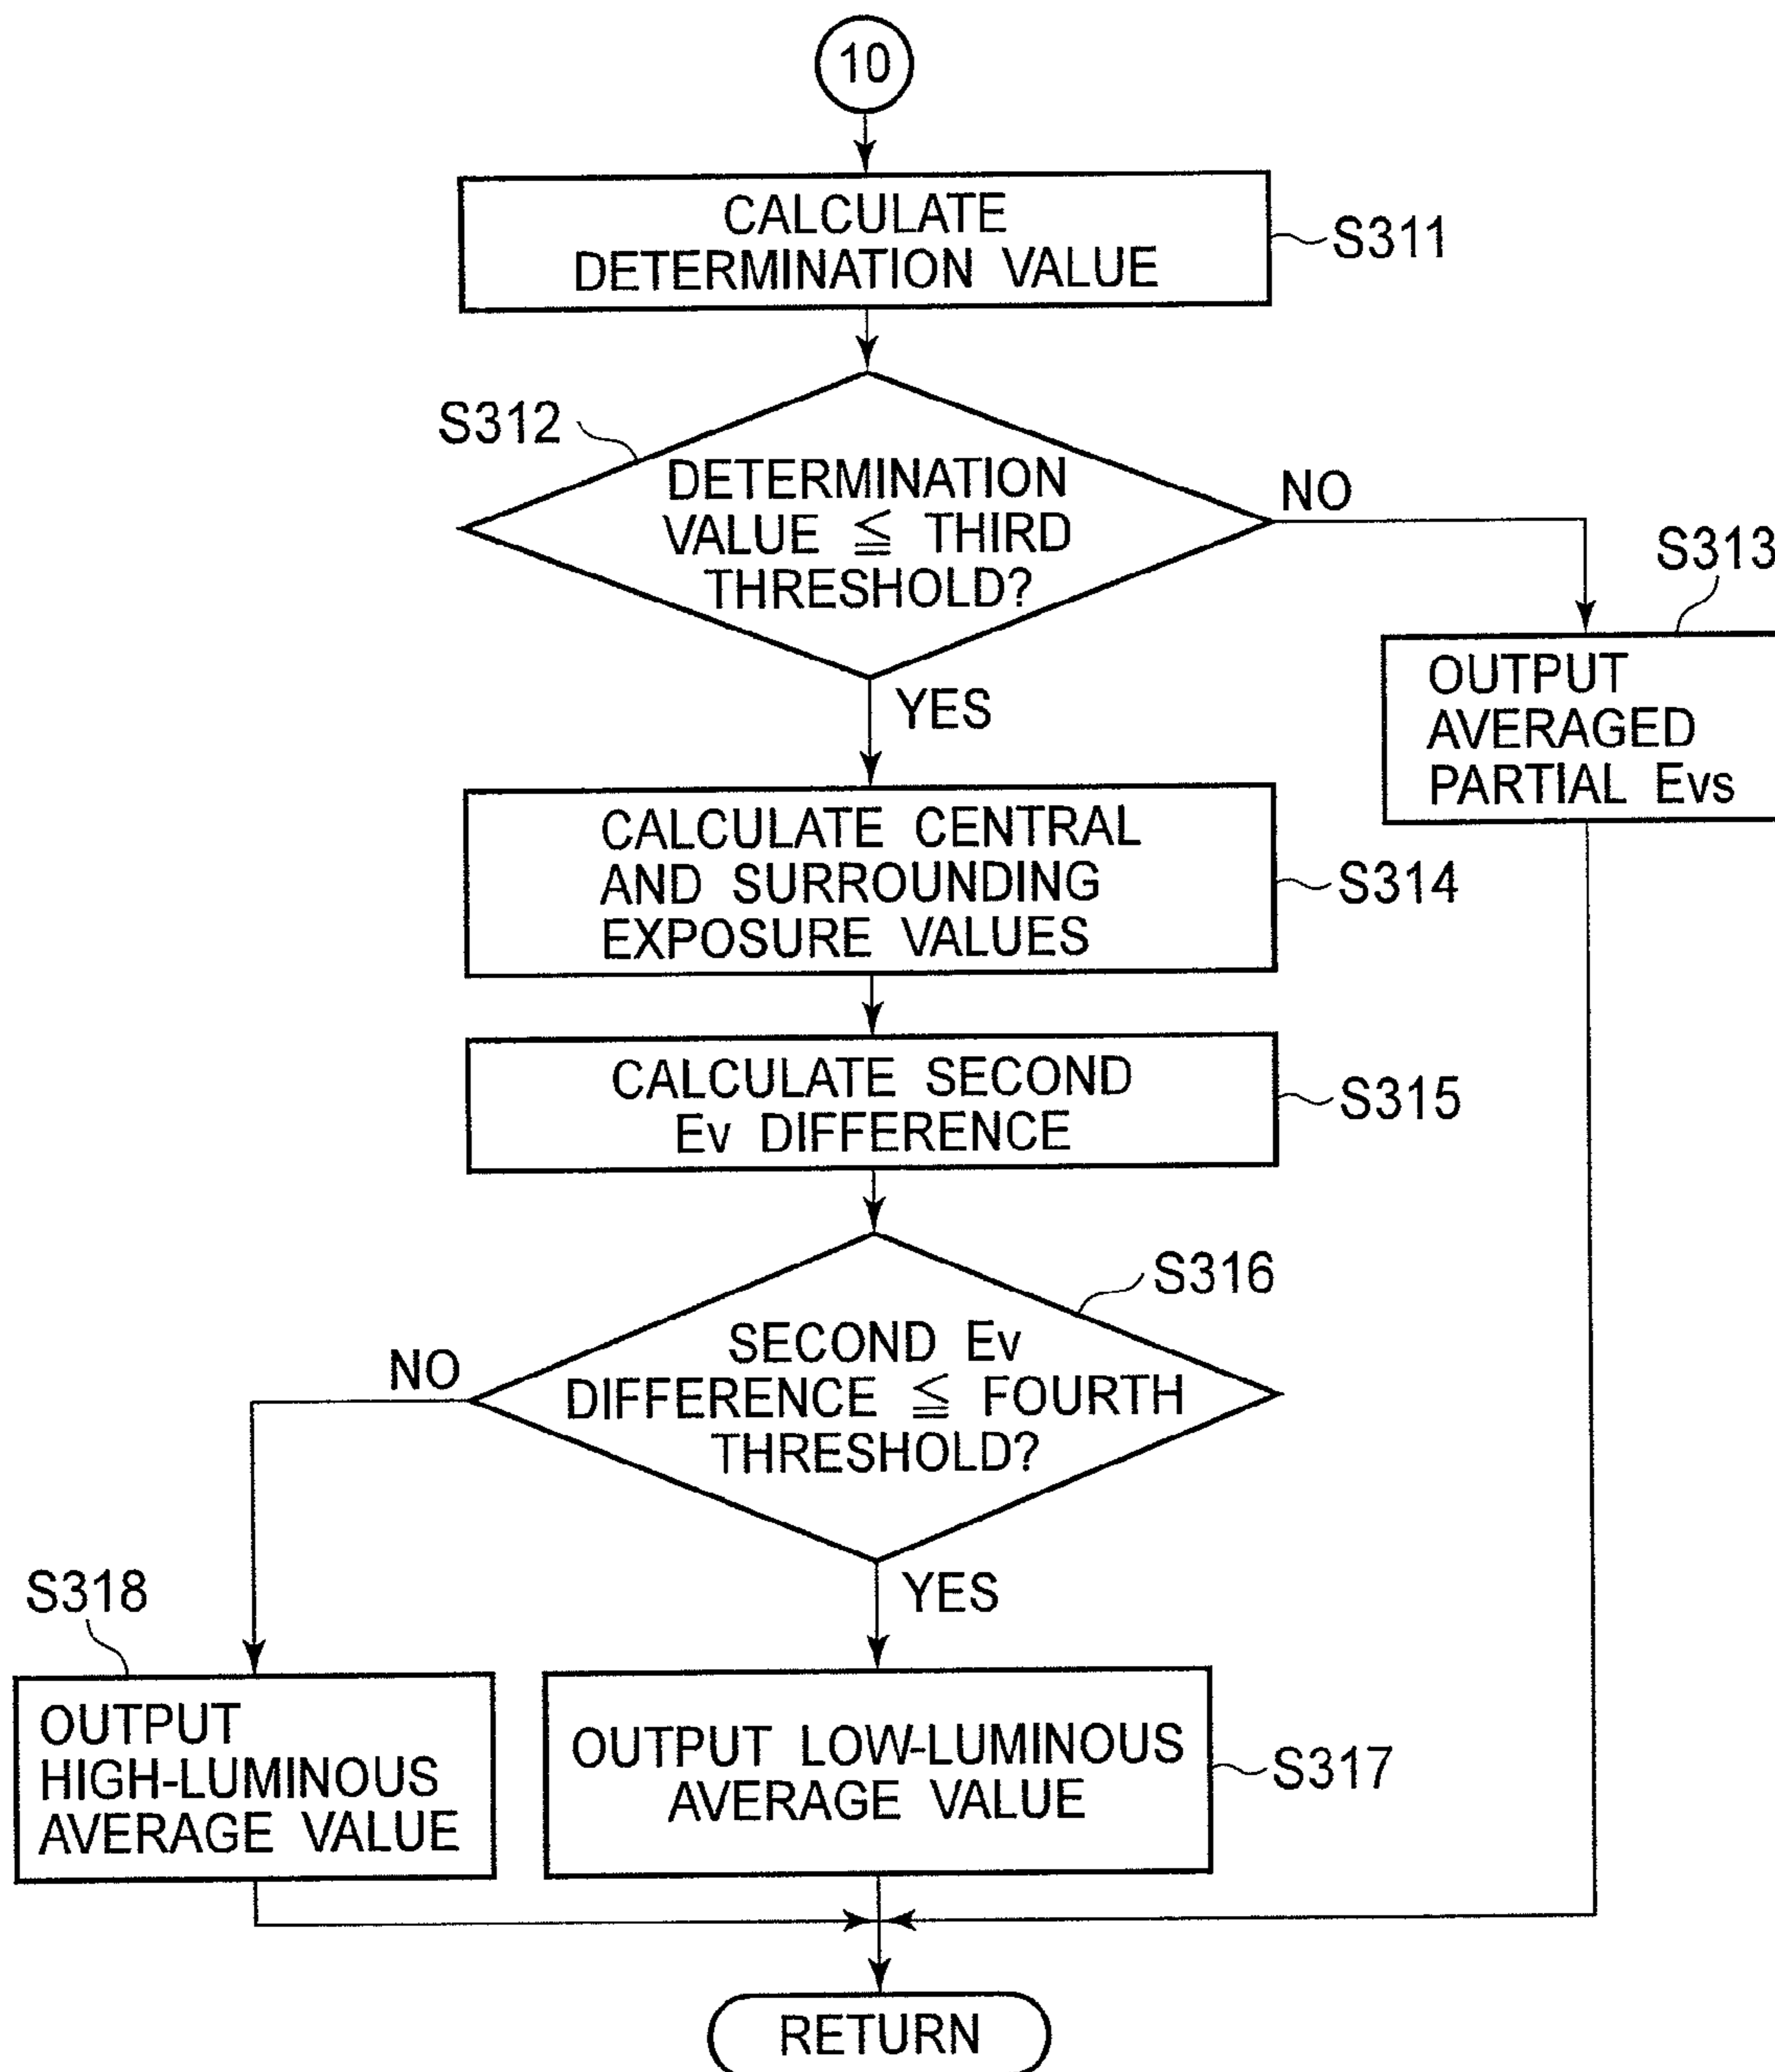 10
CALCULATE
DETERMINATION VALUE
S311
S312
DETERMINATION
VALUE ≦ THIRD
THRESHOLD?
NO
S313
YES
OUTPUT
AVERAGED
PARTIAL Evs
CALCULATE CENTRAL
AND SURROUNDING
EXPOSURE VALUES
S314
CALCULATE SECOND
Ev DIFFERENCE
S315
S316
SECOND Ev
DIFFERENCE ≦ FOURTH
THRESHOLD?
NO
YES
S318
OUTPUT
HIGH-LUMINOUS
AVERAGE VALUE
OUTPUT LOW-LUMINOUS
AVERAGE VALUE
S317
RETURN